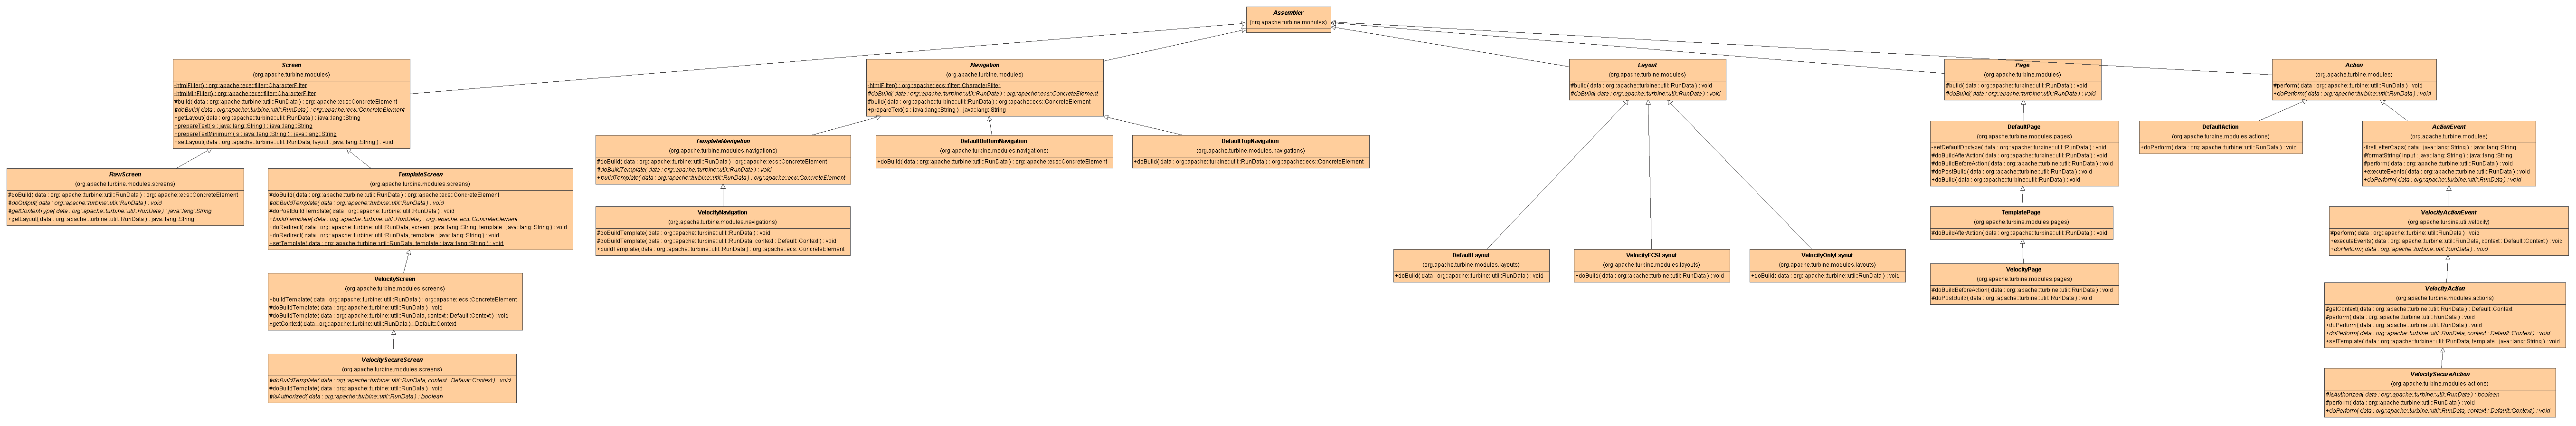 Assembler
(org.apache.turbine.modules)
Screen
(org.apache.turbine.modules)
-htmlFilter() : org::apache::ecs::filter::CharacterFilter
-htmlMinFilter() : org::apache::ecs::filter::CharacterFilter
#build( data : org::apache::turbine::util::RunData ) : org::apache::ecs::ConcreteElement
#doBuild( data : org::apache::turbine::util::RunData ) : org::apache::ecs::ConcreteElement
+getLayout( data : org::apache::turbine::util::RunData ) : java::lang::String
+prepareText( s : java::lang::String ) : java::lang::String
+prepareTextMinimum( s : java::lang::String ) : java::lang::String
+setLayout( data : org::apache::turbine::util::RunData, layout : java::lang::String ) : void
Navigation
(org.apache.turbine.modules)
-htmlFilter() : org::apache::ecs::filter::CharacterFilter
#doBuild( data : org::apache::turbine::util::RunData ) : org::apache::ecs::ConcreteElement
#build( data : org::apache::turbine::util::RunData ) : org::apache::ecs::ConcreteElement
+prepareText( s : java::lang::String ) : java::lang::String
Layout
(org.apache.turbine.modules)
#build( data : org::apache::turbine::util::RunData ) : void
#doBuild( data : org::apache::turbine::util::RunData ) : void
Page
(org.apache.turbine.modules)
#build( data : org::apache::turbine::util::RunData ) : void
#doBuild( data : org::apache::turbine::util::RunData ) : void
Action
(org.apache.turbine.modules)
#perform( data : org::apache::turbine::util::RunData ) : void
+doPerform( data : org::apache::turbine::util::RunData ) : void
RawScreen
(org.apache.turbine.modules.screens)
#doBuild( data : org::apache::turbine::util::RunData ) : org::apache::ecs::ConcreteElement
#doOutput( data : org::apache::turbine::util::RunData ) : void
#getContentType( data : org::apache::turbine::util::RunData ) : java::lang::String
+getLayout( data : org::apache::turbine::util::RunData ) : java::lang::String
TemplateScreen
(org.apache.turbine.modules.screens)
#doBuild( data : org::apache::turbine::util::RunData ) : org::apache::ecs::ConcreteElement
#doBuildTemplate( data : org::apache::turbine::util::RunData ) : void
#doPostBuildTemplate( data : org::apache::turbine::util::RunData ) : void
+buildTemplate( data : org::apache::turbine::util::RunData ) : org::apache::ecs::ConcreteElement
+doRedirect( data : org::apache::turbine::util::RunData, screen : java::lang::String, template : java::lang::String ) : void
+doRedirect( data : org::apache::turbine::util::RunData, template : java::lang::String ) : void
+setTemplate( data : org::apache::turbine::util::RunData, template : java::lang::String ) : void
VelocityScreen
(org.apache.turbine.modules.screens)
+buildTemplate( data : org::apache::turbine::util::RunData ) : org::apache::ecs::ConcreteElement
#doBuildTemplate( data : org::apache::turbine::util::RunData ) : void
#doBuildTemplate( data : org::apache::turbine::util::RunData, context : Default::Context ) : void
+getContext( data : org::apache::turbine::util::RunData ) : Default::Context
VelocitySecureScreen
(org.apache.turbine.modules.screens)
#doBuildTemplate( data : org::apache::turbine::util::RunData, context : Default::Context ) : void
#doBuildTemplate( data : org::apache::turbine::util::RunData ) : void
#isAuthorized( data : org::apache::turbine::util::RunData ) : boolean
TemplateNavigation
(org.apache.turbine.modules.navigations)
#doBuild( data : org::apache::turbine::util::RunData ) : org::apache::ecs::ConcreteElement
#doBuildTemplate( data : org::apache::turbine::util::RunData ) : void
+buildTemplate( data : org::apache::turbine::util::RunData ) : org::apache::ecs::ConcreteElement
DefaultBottomNavigation
(org.apache.turbine.modules.navigations)
+doBuild( data : org::apache::turbine::util::RunData ) : org::apache::ecs::ConcreteElement
DefaultTopNavigation
(org.apache.turbine.modules.navigations)
+doBuild( data : org::apache::turbine::util::RunData ) : org::apache::ecs::ConcreteElement
VelocityNavigation
(org.apache.turbine.modules.navigations)
#doBuildTemplate( data : org::apache::turbine::util::RunData ) : void
#doBuildTemplate( data : org::apache::turbine::util::RunData, context : Default::Context ) : void
+buildTemplate( data : org::apache::turbine::util::RunData ) : org::apache::ecs::ConcreteElement
DefaultLayout
(org.apache.turbine.modules.layouts)
+doBuild( data : org::apache::turbine::util::RunData ) : void
VelocityECSLayout
(org.apache.turbine.modules.layouts)
+doBuild( data : org::apache::turbine::util::RunData ) : void
VelocityOnlyLayout
(org.apache.turbine.modules.layouts)
+doBuild( data : org::apache::turbine::util::RunData ) : void
DefaultPage
(org.apache.turbine.modules.pages)
-setDefaultDoctype( data : org::apache::turbine::util::RunData ) : void
#doBuildAfterAction( data : org::apache::turbine::util::RunData ) : void
#doBuildBeforeAction( data : org::apache::turbine::util::RunData ) : void
#doPostBuild( data : org::apache::turbine::util::RunData ) : void
+doBuild( data : org::apache::turbine::util::RunData ) : void
TemplatePage
(org.apache.turbine.modules.pages)
#doBuildAfterAction( data : org::apache::turbine::util::RunData ) : void
VelocityPage
(org.apache.turbine.modules.pages)
#doBuildBeforeAction( data : org::apache::turbine::util::RunData ) : void
#doPostBuild( data : org::apache::turbine::util::RunData ) : void
DefaultAction
(org.apache.turbine.modules.actions)
+doPerform( data : org::apache::turbine::util::RunData ) : void
ActionEvent
(org.apache.turbine.modules)
-firstLetterCaps( data : java::lang::String ) : java::lang::String
#formatString( input : java::lang::String ) : java::lang::String
#perform( data : org::apache::turbine::util::RunData ) : void
+executeEvents( data : org::apache::turbine::util::RunData ) : void
+doPerform( data : org::apache::turbine::util::RunData ) : void
VelocityActionEvent
(org.apache.turbine.util.velocity)
#perform( data : org::apache::turbine::util::RunData ) : void
+executeEvents( data : org::apache::turbine::util::RunData, context : Default::Context ) : void
+doPerform( data : org::apache::turbine::util::RunData ) : void
VelocityAction
(org.apache.turbine.modules.actions)
#getContext( data : org::apache::turbine::util::RunData ) : Default::Context
#perform( data : org::apache::turbine::util::RunData ) : void
+doPerform( data : org::apache::turbine::util::RunData ) : void
+doPerform( data : org::apache::turbine::util::RunData, context : Default::Context ) : void
+setTemplate( data : org::apache::turbine::util::RunData, template : java::lang::String ) : void
VelocitySecureAction
(org.apache.turbine.modules.actions)
#isAuthorized( data : org::apache::turbine::util::RunData ) : boolean
#perform( data : org::apache::turbine::util::RunData ) : void
+doPerform( data : org::apache::turbine::util::RunData, context : Default::Context ) : void